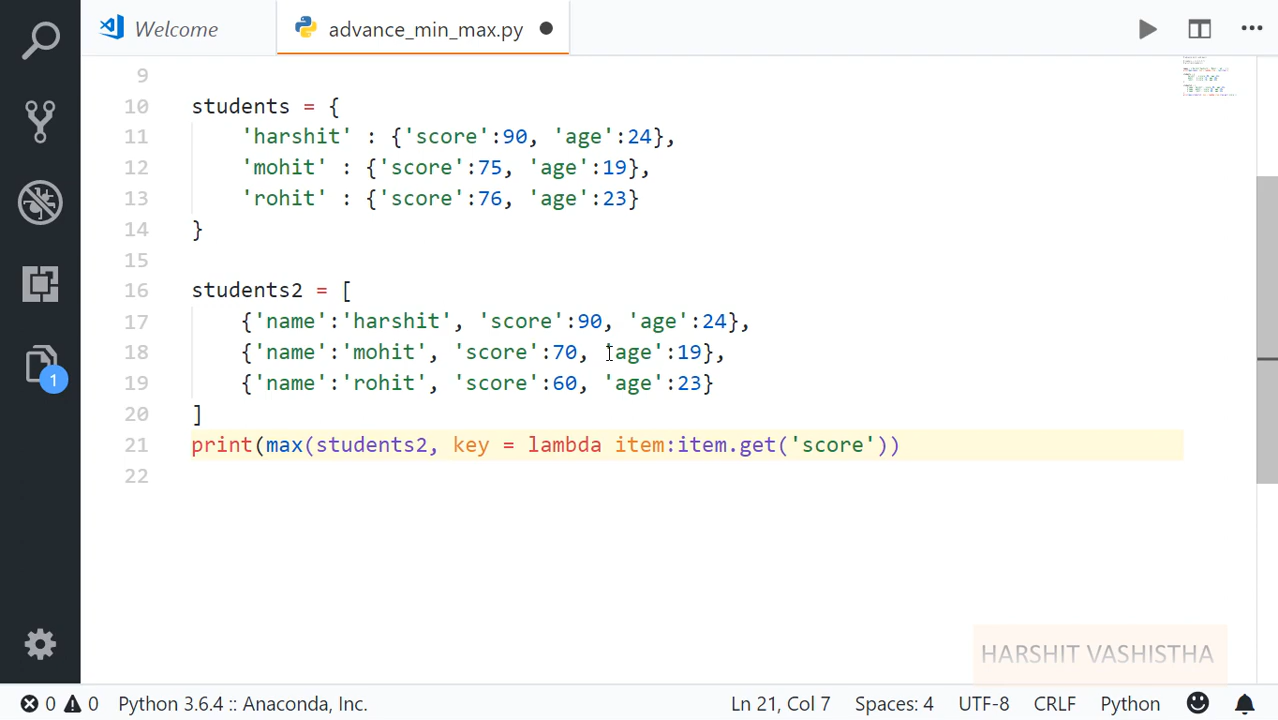 Welcome
advance_min_max.py
9
10 students = {
11 'harshit' : {'score':90, 'age':24},
12 'mohit' : {'score':75, 'age':19},
13 'rohit' : {'score':76, 'age':23}
14 }
15
16 students2 = [
17 {'name':'harshit', 'score':90, 'age':24},
18 {'name':'mohit', 'score':70, 'age':19},
19 {'name':'rohit', 'score':60, 'age':23}
20 ]
21 print(max(students2, key = lambda item:item.get('score'))
22
1
HARSHIT VASHISTHA
0 0 Python 3.6.4 :: Anaconda, Inc. Ln 21, Col 7 Spaces: 4 UTF-8 CRLF Python